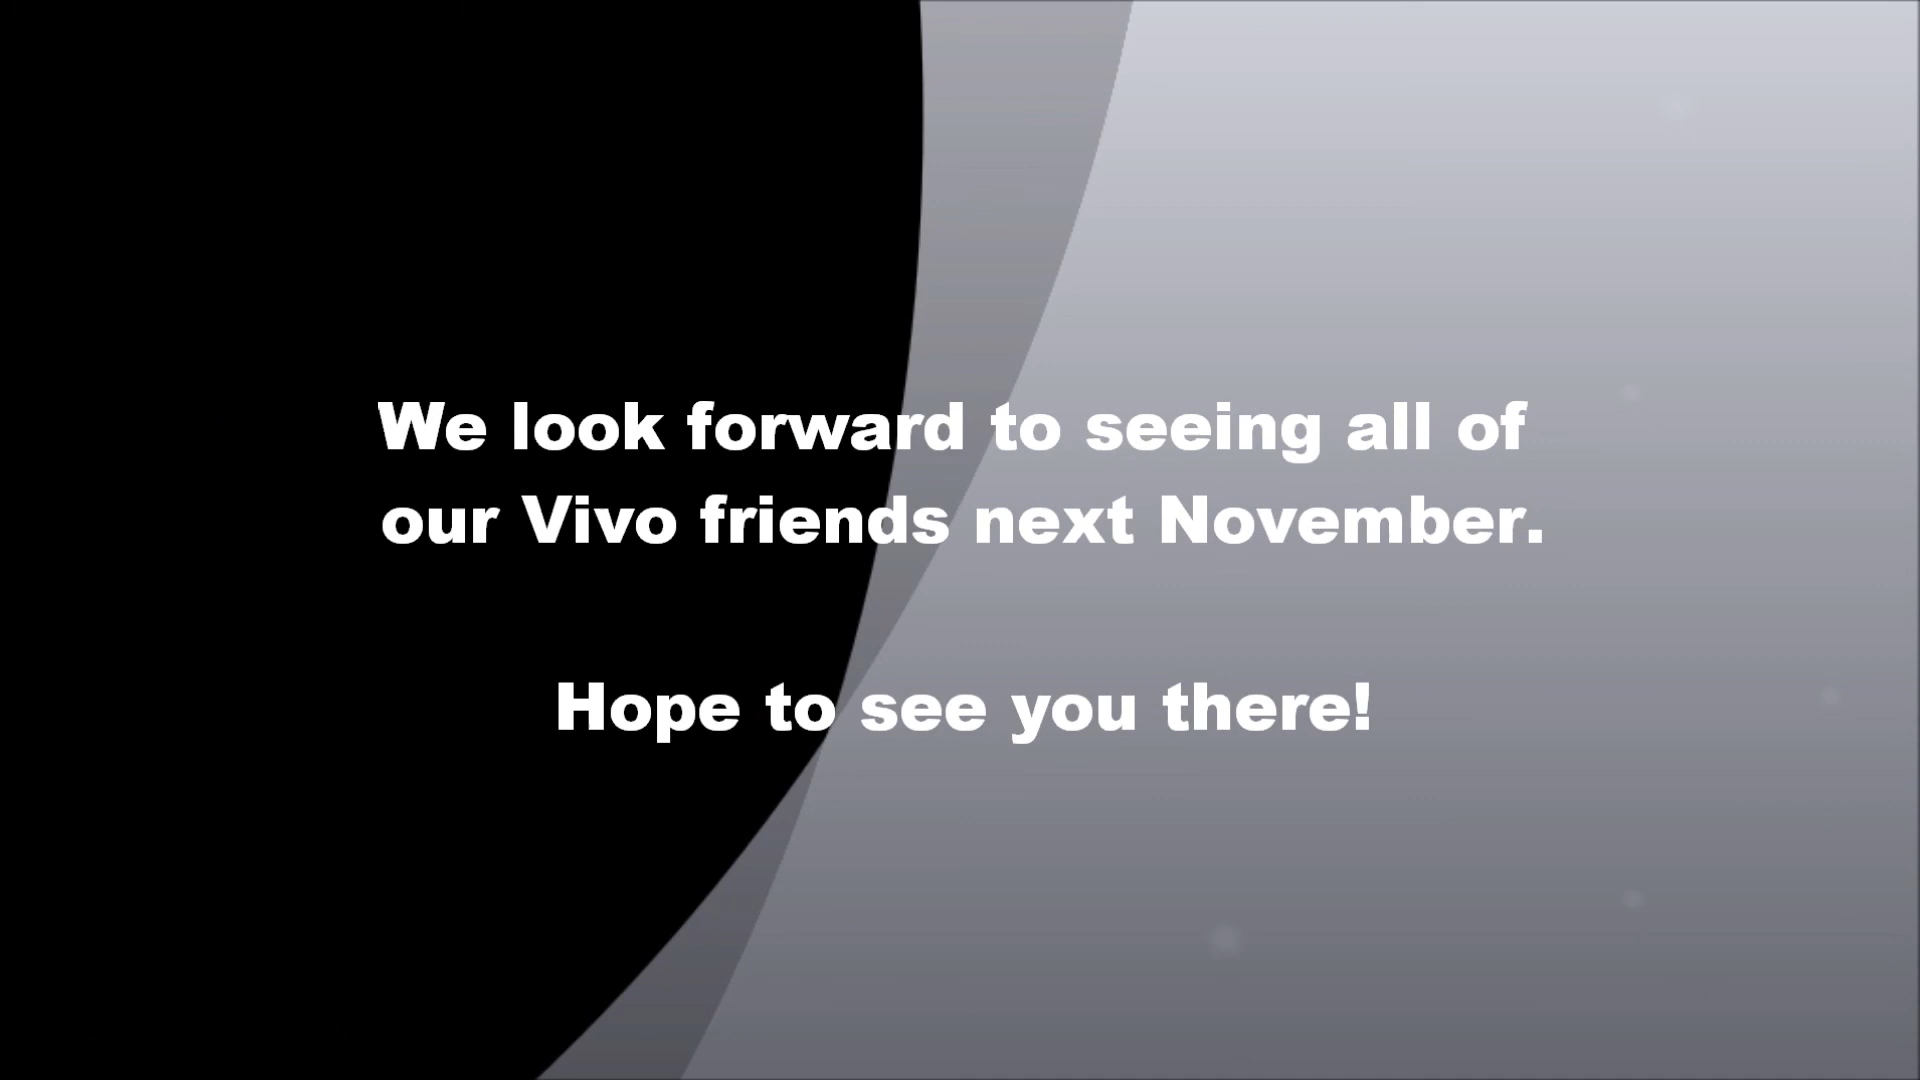 We look forward to seeing all of
our Vivo friends next November.
Hope to see you there!